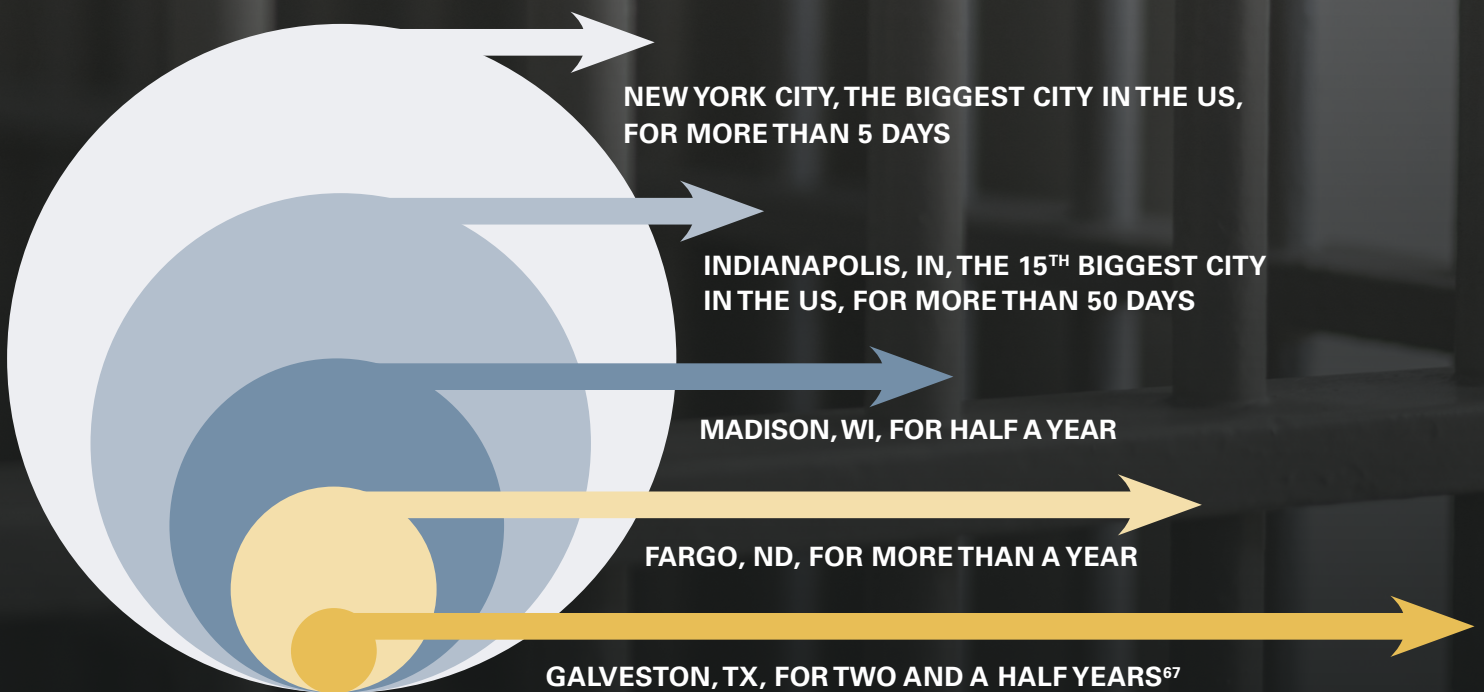 NEW YORK CITY, THE BIGGEST CITY IN THE US,
FOR MORE THAN 5 DAYS
INDIANAPOLIS, IN, THE 15TH BIGGEST CITY
IN THE US, FOR MORE THAN 50 DAYS
MADISON, WI, FOR HALF A YEAR
FARGO, ND, FOR MORE THAN A YEAR
GALVESTON, TX, FOR TWO AND A HALF YEARS67